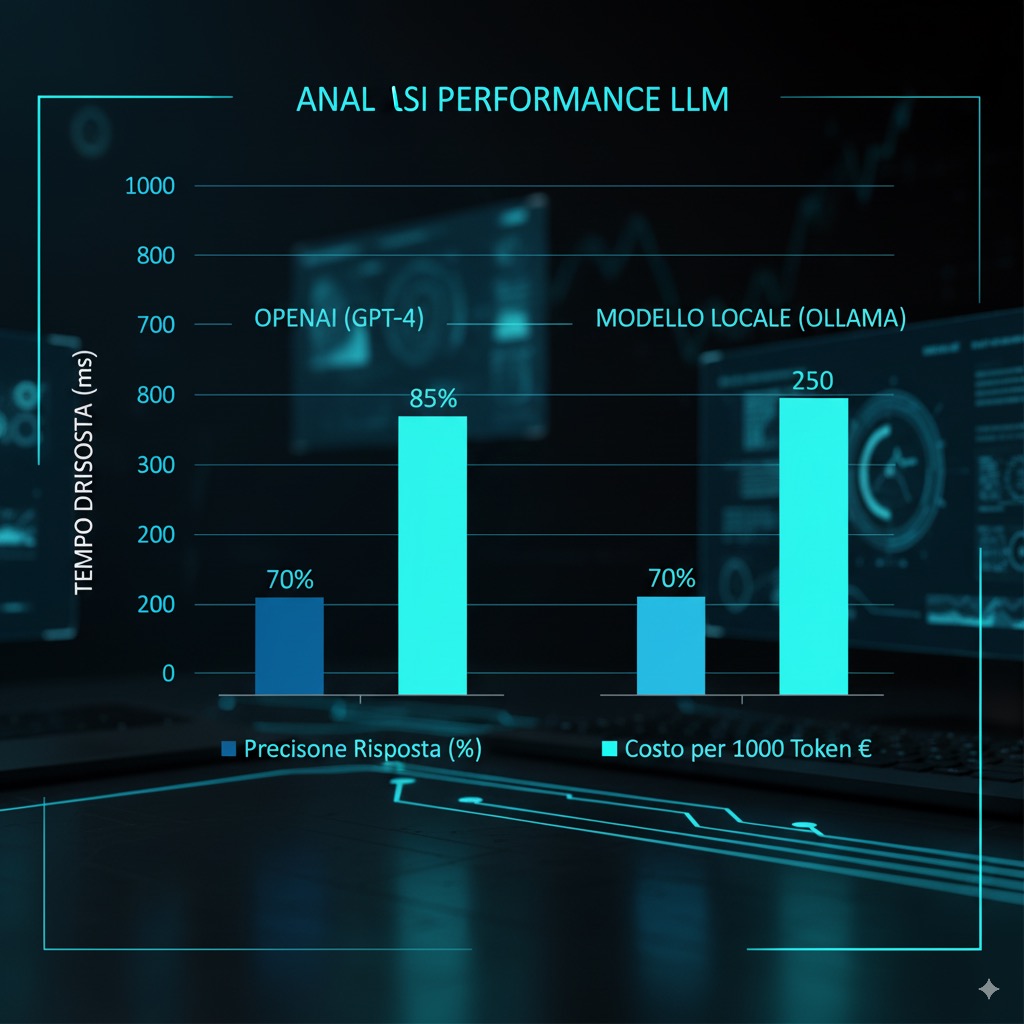 ANAL ISI PERFORMANCE LLM
1000
800
700
OPENAI (GPT-4)
MODELLO LOCALE (OLLAMA)
800
85%
250
300
200
70%
70%
200
0
TEMPO DRISOSTA (ms)
Precisone Risposta (%)
Costo per 1000 Token €